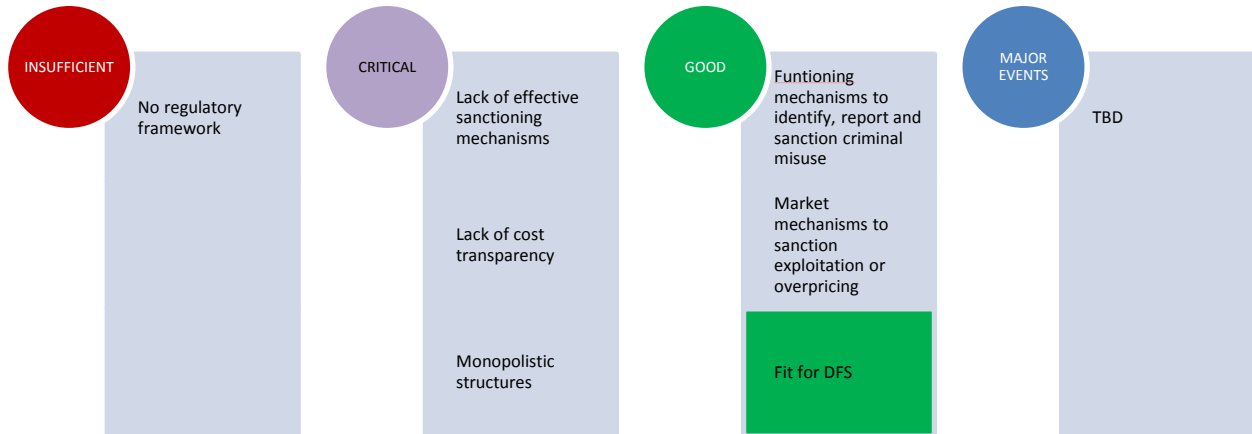 INSUFFICIENT
No regulatory
framework
CRITICAL
Lack of effective
sanctioning
mechanisms
Lack of cost
transparency
Monopolistic
structures
GOOD
Funtioning
mechanisms to
identify, report and
sanction criminal
misuse
Market
mechanisms to
sanction
exploitation or
overpricing
Fit for DFS
MAJOR
EVENTS
TBD